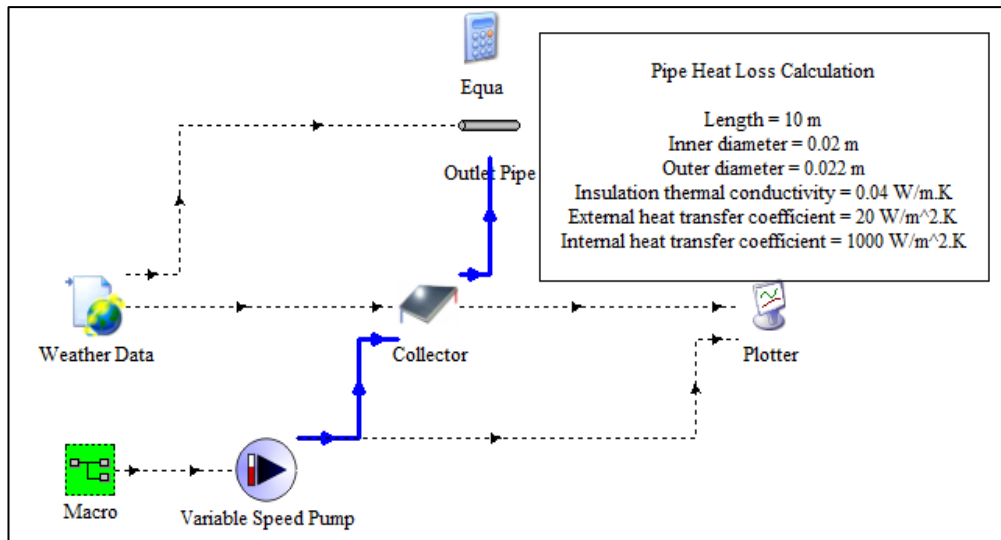 Equa
Pipe Heat Loss Calculation
Length = 10 m
Inner diameter = 0.02 m
Outer diameter = 0.022 m
Insulation thermal conductivity = 0.04 W/m.K
External heat transfer coefficient = 20 W/m^2.K
Internal heat transfer coefficient = 1000 W/m^2.K
Outlet Pipe
Weather Data
Collector
Plotter
Macro
Variable Speed Pump